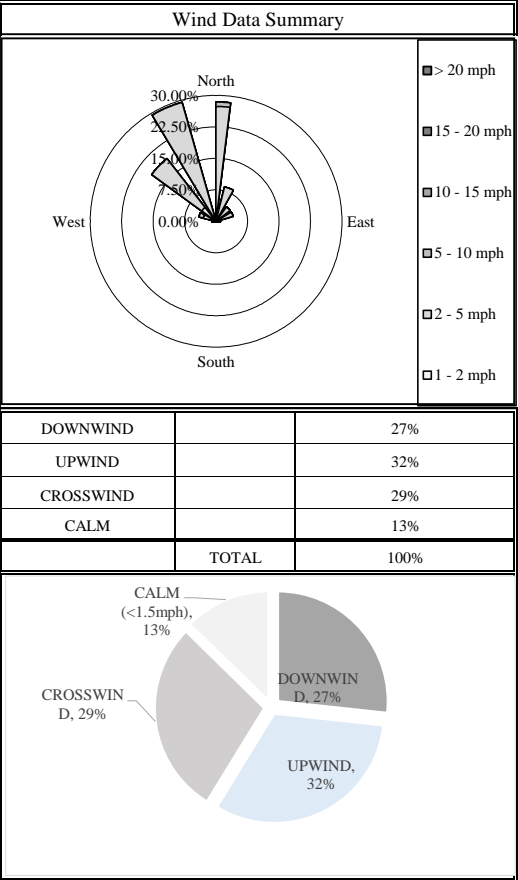 Wind Data Summary
North
30.00%
22.50%
15.00%
7.50%
0.00%
West
East
South
> 20 mph
15 - 20 mph
10 - 15 mph
5 - 10 mph
2 - 5 mph
1 - 2 mph
DOWNWIND 27%
UPWIND 32%
CROSSWIND 29%
CALM 13%
TOTAL 100%
CALM
(<1.5mph),
13%
DOWNWIN
D, 27%
CROSSWIN
D, 29%
UPWIND,
32%